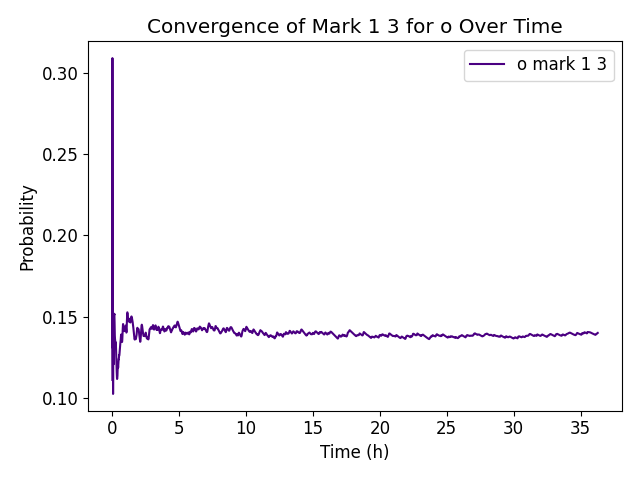 Convergence of Mark 1 3 for o Over Time
o mark 1 3
Probability
0.30
0.25
0.20
0.15
0.10
0 5 10 15 20 25 30 35
Time (h)